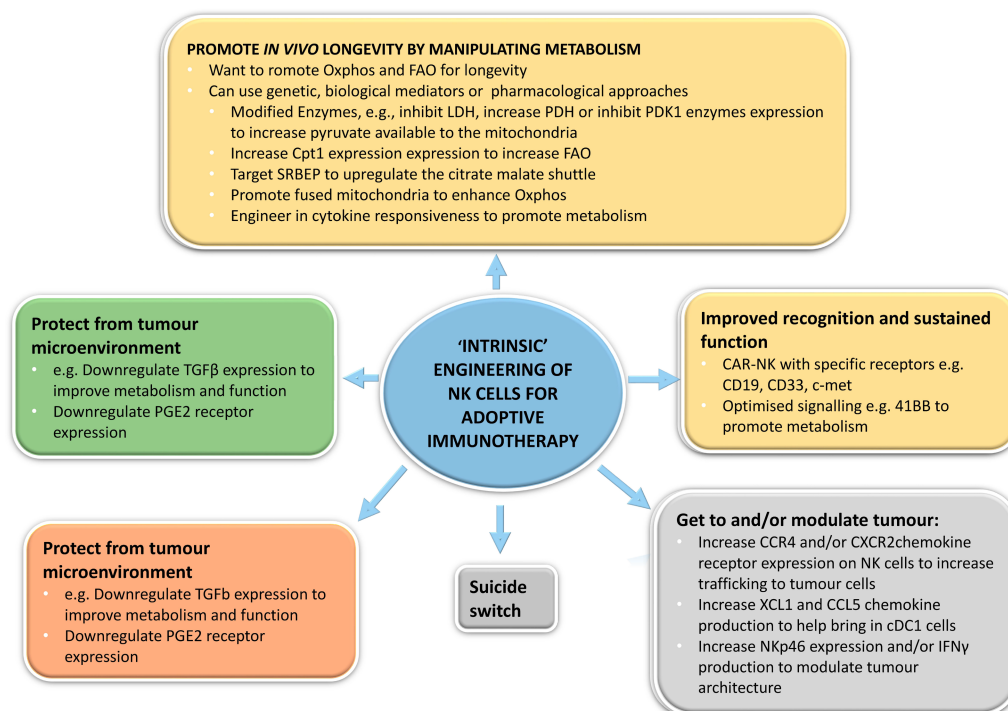 PROMOTE IN VIVO LONGEVITY BY MANIPULATING METABOLISM
• Want to romote Oxphos and FAO for longevity
• Can use genetic, biological mediators or pharmacological approaches
• Modified Enzymes, e.g., inhibit LDH, increase PDH or inhibit PDK1 enzymes expression
to increase pyruvate available to the mitochondria
• Increase Cpt1 expression expression to increase FAO
• Target SRBEP to upregulate the citrate malate shuttle
• Promote fused mitochondria to enhance Oxphos
• Engineer in cytokine responsiveness to promote metabolism
Protect from tumour
microenvironment
• e.g. Downregulate TGFβ expression to
improve metabolism and function
• Downregulate PGE2 receptor
expression
‘INTRINSIC’
ENGINEERING OF
NK CELLS FOR
ADOPTIVE
IMMUNOTHERAPY
Improved recognition and sustained
function
• CAR-NK with specific receptors e.g.
CD19, CD33, c-met
• Optimised signalling e.g. 41BB to
promote metabolism
Protect from tumour
microenvironment
• e.g. Downregulate TGFb expression to
improve metabolism and function
• Downregulate PGE2 receptor
expression
Suicide
switch
Get to and/or modulate tumour:
• Increase CCR4 and/or CXCR2chemokine
receptor expression on NK cells to increase
trafficking to tumour cells
• Increase XCL1 and CCL5 chemokine
production to help bring in cDC1 cells
• Increase NKp46 expression and/or IFNγ
production to modulate tumour
architecture